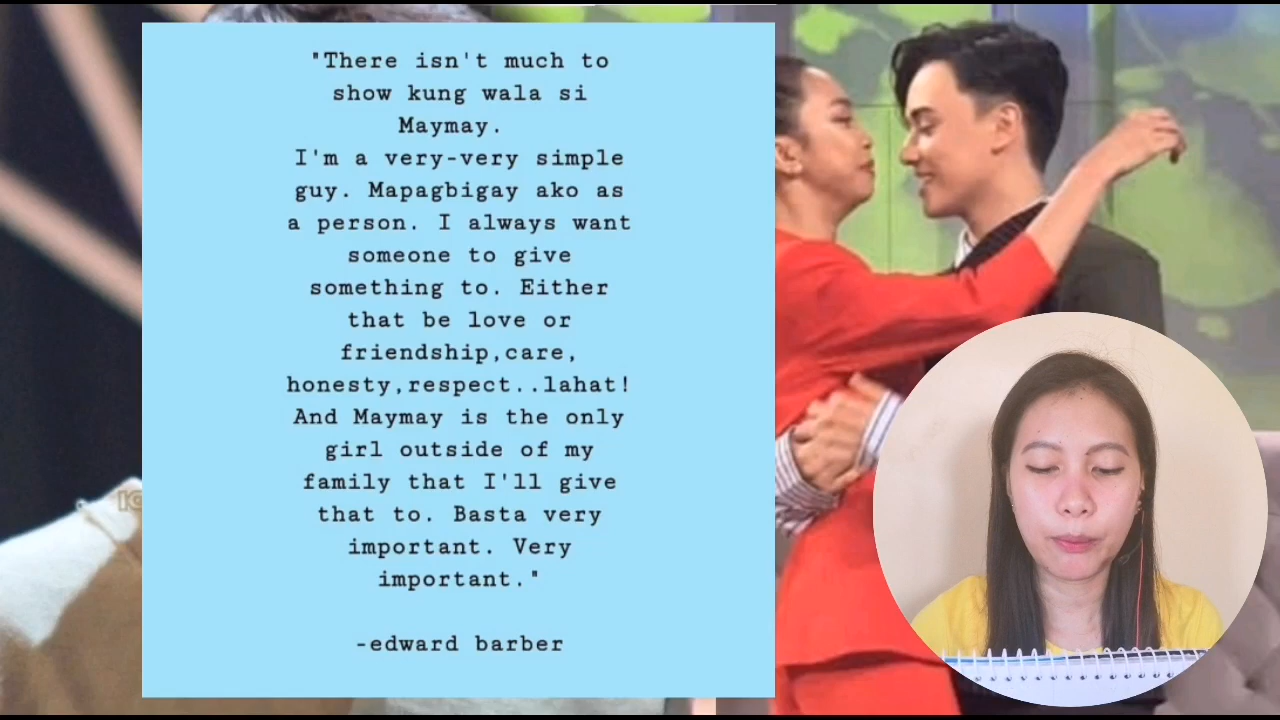 "There isn't much to
show kung wala si
Maymay.
I'm a very-very simple
guy. Mapagbigay ako as
a person. I always want
someone to give
something to. Either
that be love or
friendship,care,
honesty,respect..lahat!
And Maymay is the only
girl outside of my
family that I'll give
that to. Basta very
important. Very
important."
-edward barber